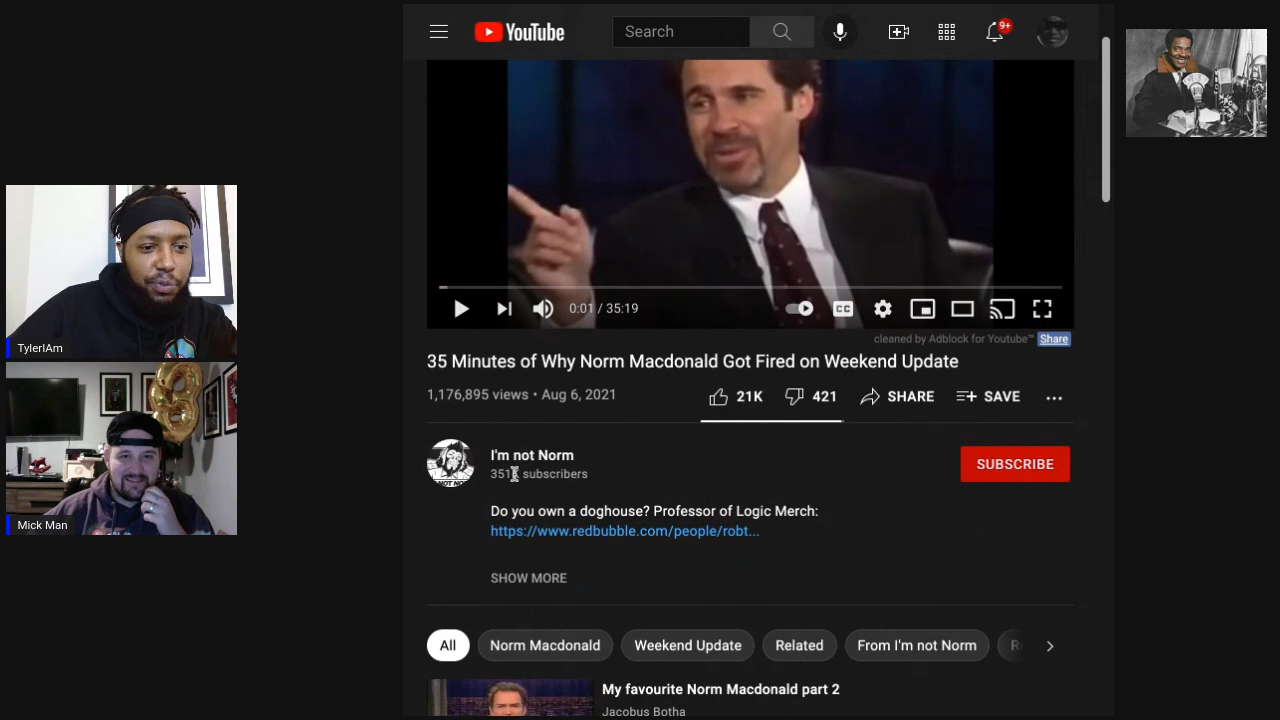 YouTube
Search
9+
0:01 / 35:19
CC
cleaned by Adblock for Youtube™ Share
35 Minutes of Why Norm Macdonald Got Fired on Weekend Update
1,176,895 views • Aug 6, 2021
21K 421 SHARE SAVE
I'm not Norm
subscribers
SUBSCRIBE
Do you own a doghouse? Professor of Logic Merch:
https://www.redbubble.com/people/robt...
SHOW MORE
All Norm Macdonald Weekend Update Related From I'm not Norm
My favourite Norm Macdonald part 2
Jacobus Botha
TylerIAm
Mick Man